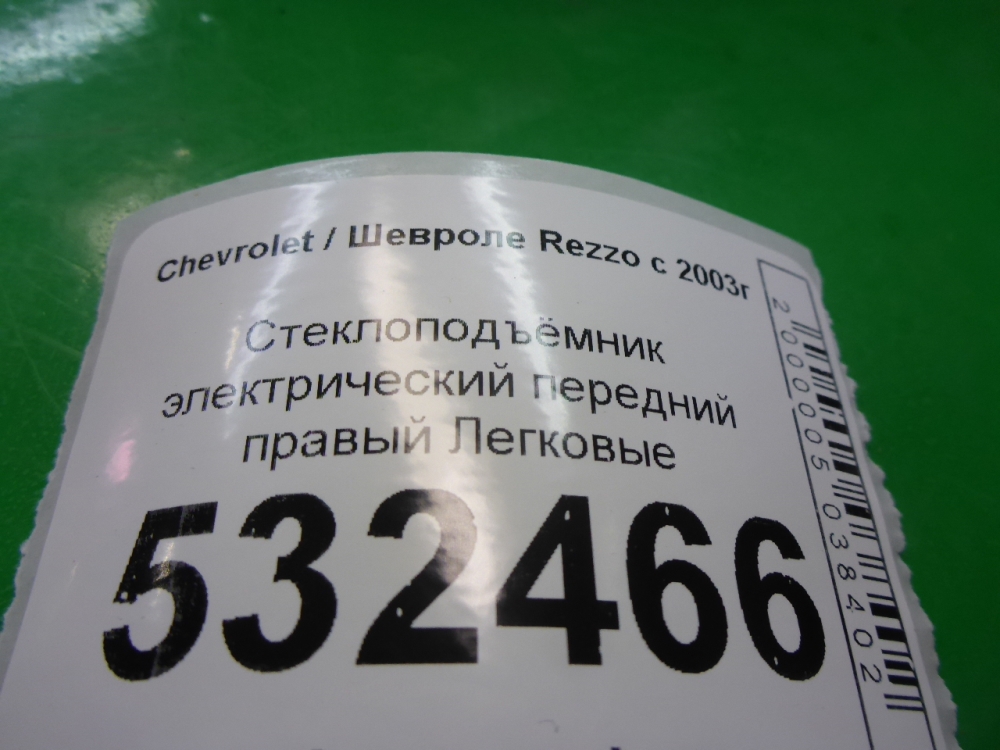 Chevrolet / Шевроле Rezzo с 2003г
Стеклоподъёмник
электрический передний
правый Легковые
532466
2000005038402